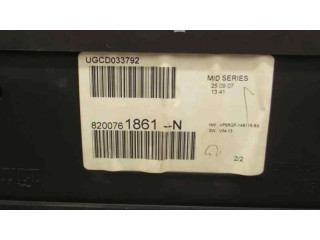 UGCD033792
MID SERIES
25 09 07
13:41
8200761861--N
2/2